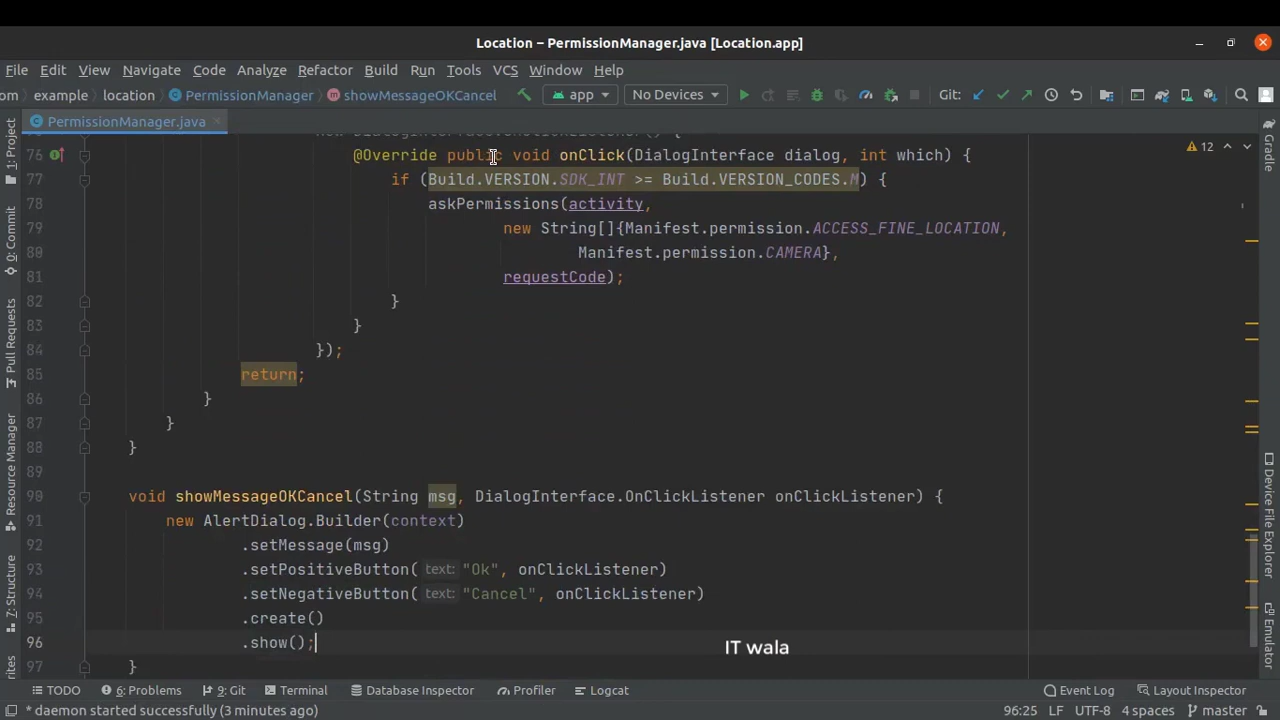 Location – PermissionManager.java [Location.app]
File Edit View Navigate Code Analyze Refactor Build Run Tools VCS Window Help
om example location PermissionManager showMessageOKCancel app No Devices Git:
PermissionManager.java
76 @Override public void onClick(DialogInterface dialog, int which) { 12
77 if (Build.VERSION.SDK_INT >= Build.VERSION_CODES.M) {
78 askPermissions(activity,
79 new String[]{Manifest.permission.ACCESS_FINE_LOCATION,
80 Manifest.permission.CAMERA},
81 requestCode);
82 }
83 }
84 });
85 return;
86 }
87 }
88 }
89
90 void showMessageOKCancel(String msg, DialogInterface.OnClickListener onClickListener) {
91 new AlertDialog.Builder(context)
92 .setMessage(msg)
93 .setPositiveButton( text: "Ok", onClickListener)
94 .setNegativeButton( text: "Cancel", onClickListener)
95 .create()
96 .show();
97 }
IT wala
1: Project
0: Commit
Pull Requests
Resource Manager
7: Structure
rites
Gradle
Device File Explorer
Emulator
TODO 6: Problems 9: Git Terminal Database Inspector Profiler Logcat Event Log Layout Inspector
* daemon started successfully (3 minutes ago) 96:25 LF UTF-8 4 spaces master